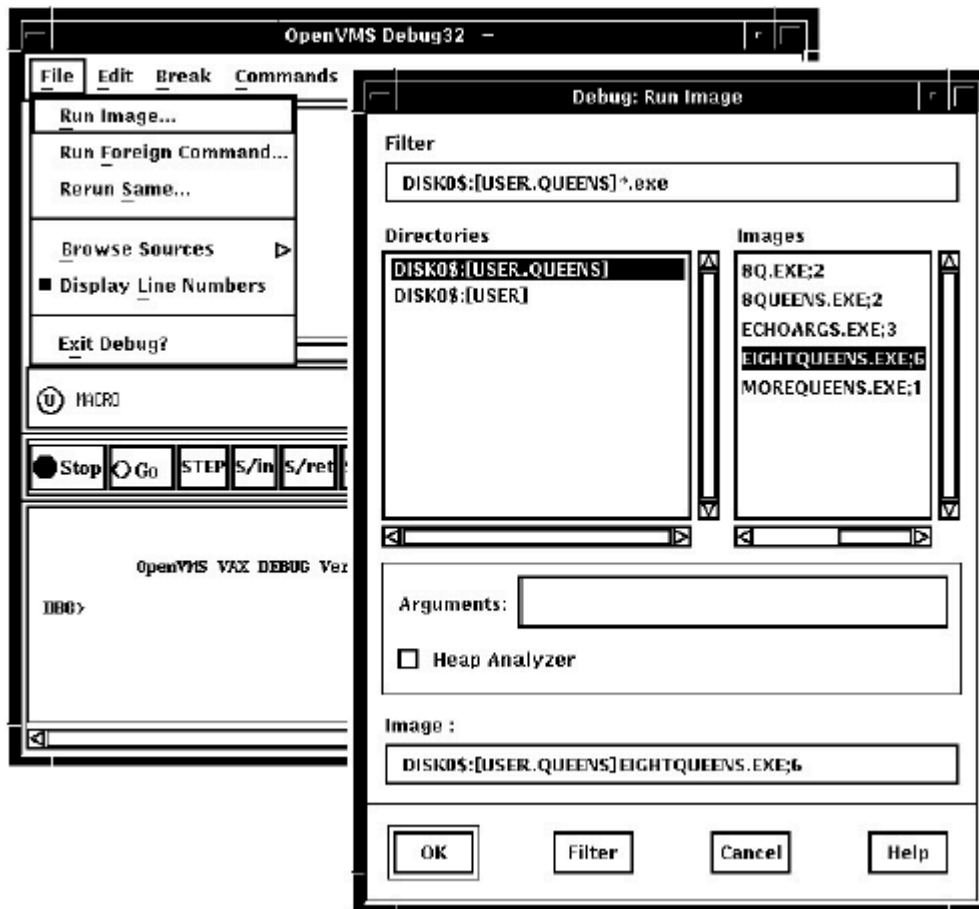 OpenVMS Debug32 –
File Edit Break Commands
Run Image...
Run Foreign Command...
Rerun Same...
Browse Sources
Display Line Numbers
Exit Debug?
U MACRO
Stop Go STEP S/in S/ret
OpenVMS VAX DEBUG Ver
DBG>
Debug: Run Image
Filter
DISK0$:[USER.QUEENS]*.exe
Directories
DISK0$:[USER.QUEENS]
DISK0$:[USER]
Images
8Q.EXE;2
8QUEENS.EXE;2
ECHOARGS.EXE;3
EIGHTQUEENS.EXE;6
MOREQUEENS.EXE;1
Arguments:
Heap Analyzer
Image :
DISK0$:[USER.QUEENS]EIGHTQUEENS.EXE;6
OK Filter Cancel Help